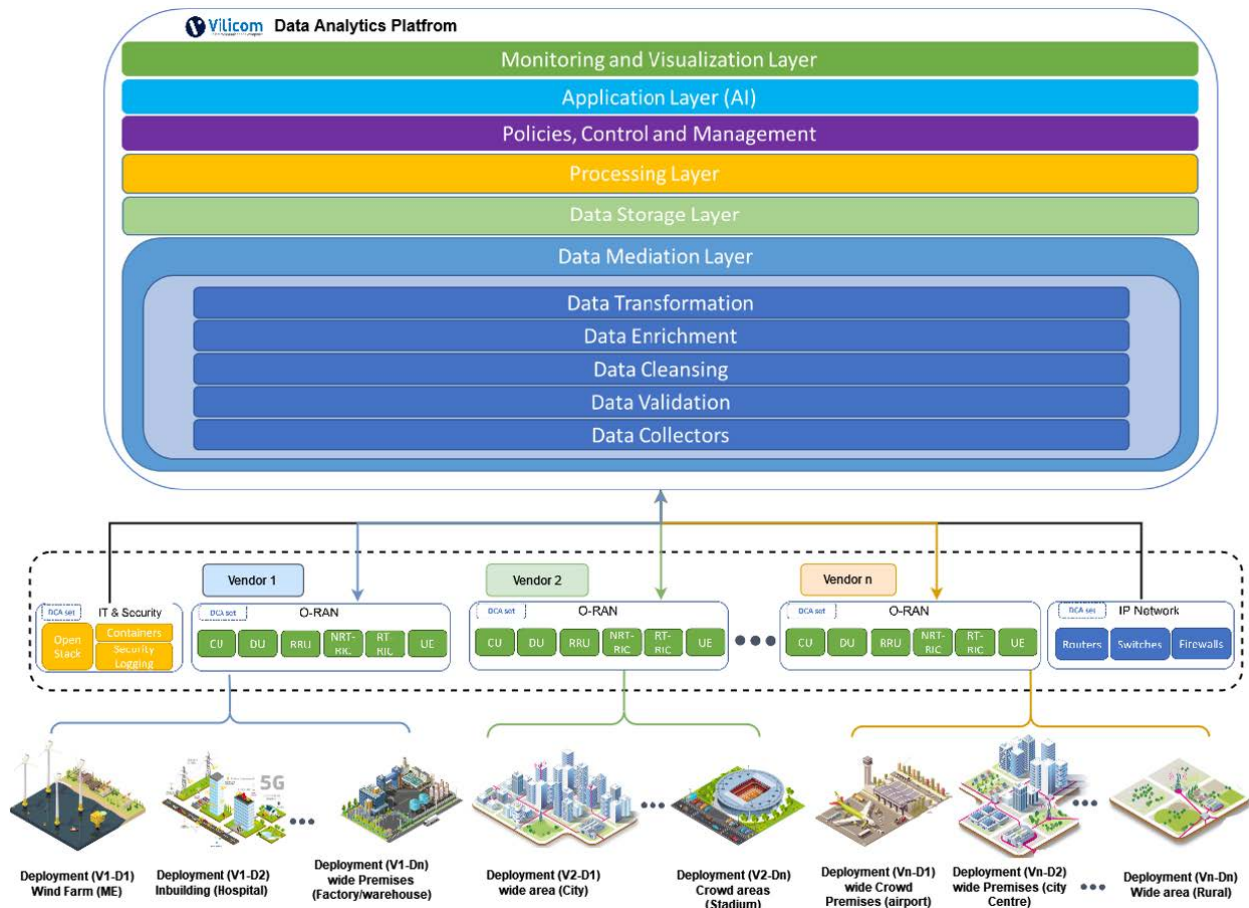 Vilicom Data Analytics Platfrom
Monitoring and Visualization Layer
Application Layer (AI)
Policies, Control and Management
Processing Layer
Data Storage Layer
Data Mediation Layer
Data Transformation
Data Enrichment
Data Cleansing
Data Validation
Data Collectors
Vendor 1
Vendor 2
Vendor n
DCA set
IT & Security
Open
Stack
Containers
Security
Logging
DCA set
O-RAN
CU
DU
RRU
NRT-
RIC
RT-
RIC
UE
DCA set
O-RAN
CU
DU
RRU
NRT-
RIC
RT-
RIC
UE
DCA set
O-RAN
CU
DU
RRU
NRT-
RIC
RT-
RIC
UE
DCA set
IP Network
Routers
Switches
Firewalls
5G
Deployment (V1-D1)
Wind Farm (ME)
Deployment (V1-D2)
Inbuilding (Hospital)
Deployment (V1-Dn)
wide Premises
(Factory/warehouse)
Deployment (V2-D1)
wide area (City)
Deployment (V2-Dn)
Crowd areas
(Stadium)
Deployment (Vn-D1)
wide Crowd
Premises (airport)
Deployment (Vn-D2)
wide Premises (city
Centre)
Deployment (Vn-Dn)
Wide area (Rural)